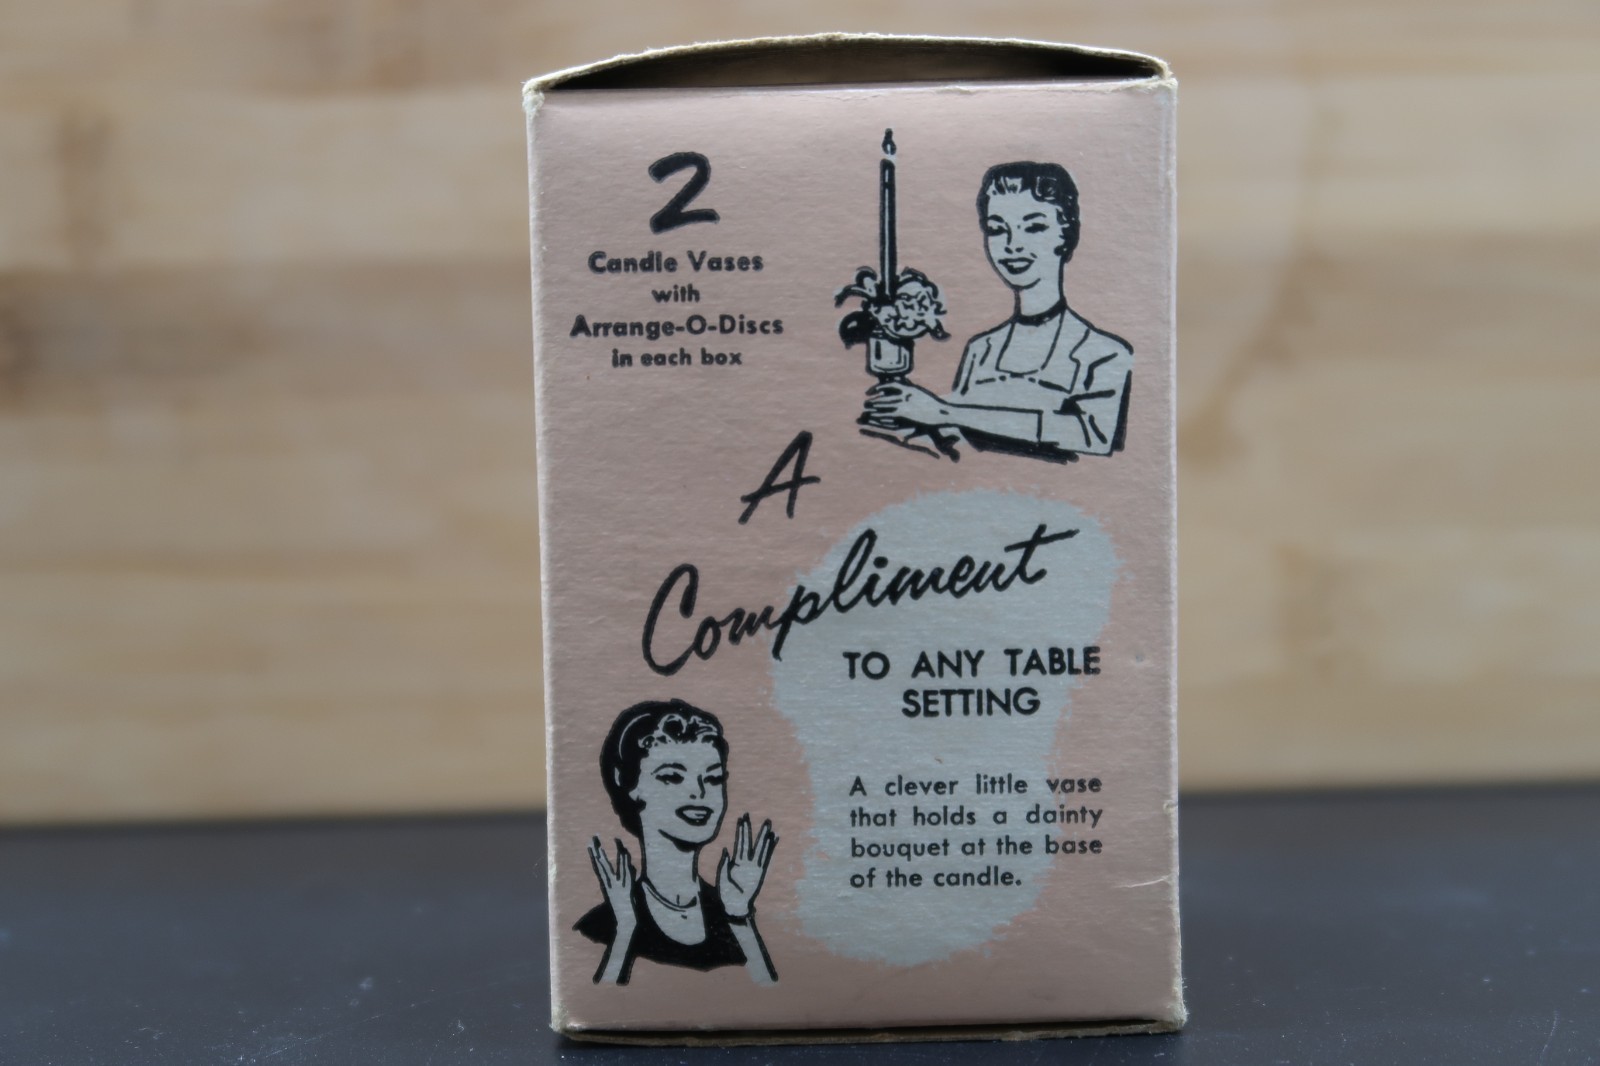 2
Candle Vases
with
Arrange-O-Discs
in each box
A
Compliment
TO ANY TABLE
SETTING
A clever little vase
that holds a dainty
bouquet at the base
of the candle.